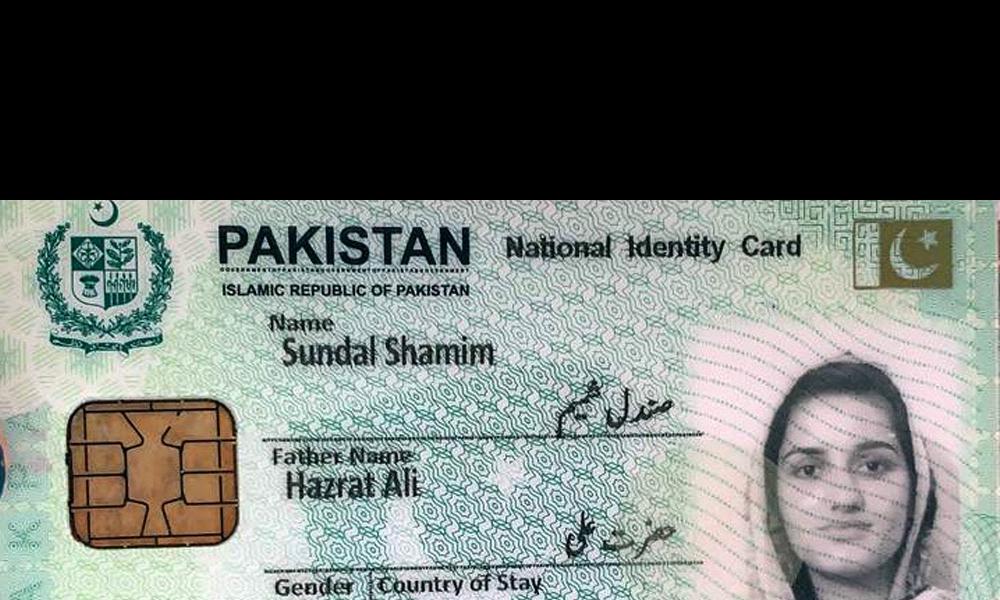 PAKISTAN National Identity Card
ISLAMIC REPUBLIC OF PAKISTAN
Name
Sundal Shamim
صندل شمیم
Father Name
Hazrat Ali
حضرت علی
Gender Country of Stay